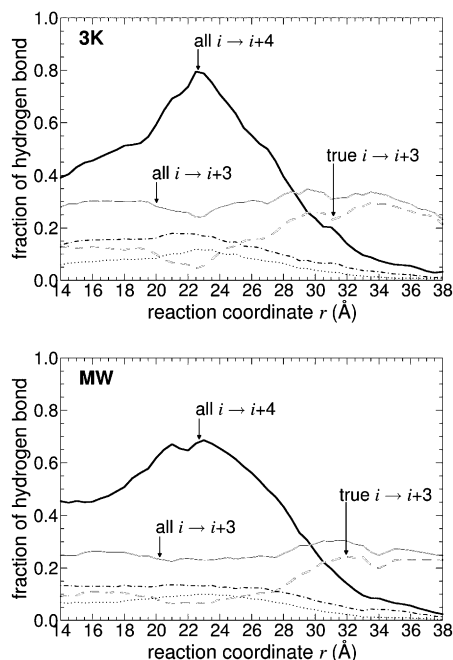 3K
all i → i+4
all i → i+3
true i → i+3
fraction of hydrogen bond
1.0
0.8
0.6
0.4
0.2
0.0
14 16 18 20 22 24 26 28 30 32 34 36 38
reaction coordinate r (Å)
MW
all i → i+4
all i → i+3
true i → i+3
fraction of hydrogen bond
1.0
0.8
0.6
0.4
0.2
0.0
14 16 18 20 22 24 26 28 30 32 34 36 38
reaction coordinate r (Å)